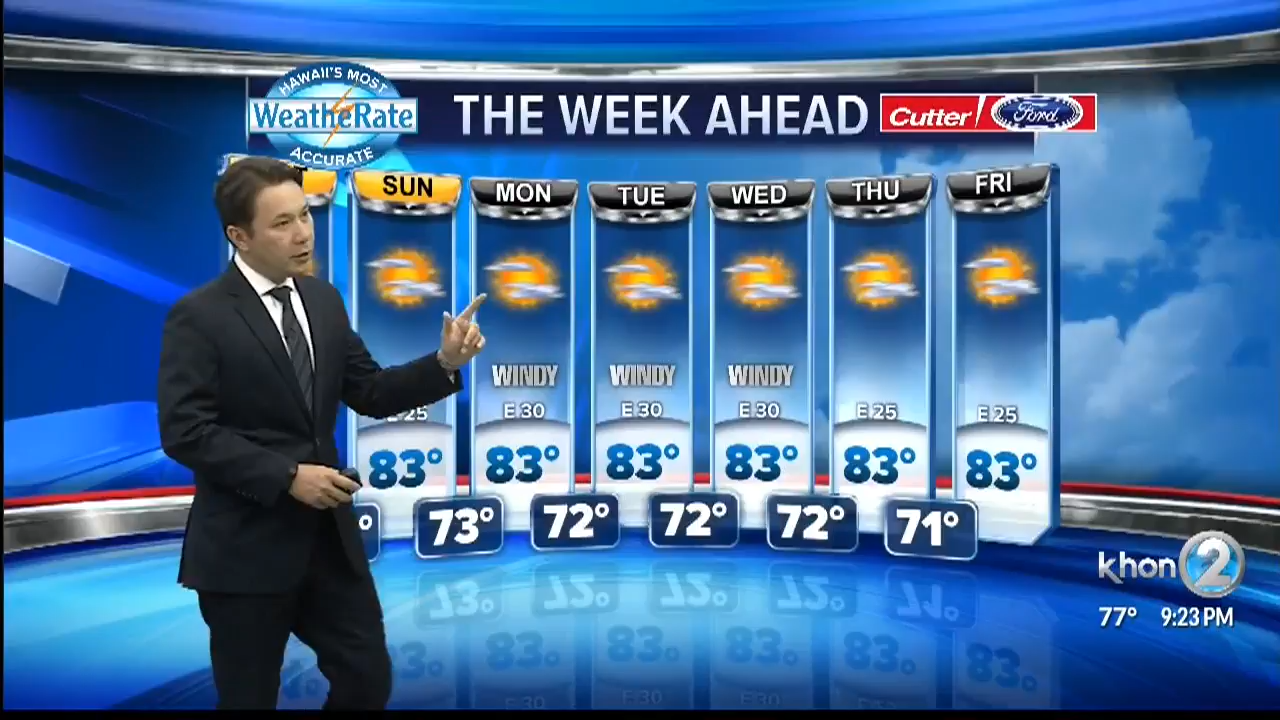 HAWAII'S MOST
WeatheRate
ACCURATE
THE WEEK AHEAD
Cutter
Ford
SUN
MON
TUE
WED
THU
FRI
WINDY
WINDY
WINDY
E 25
E 30
E 30
E 30
E 25
E 25
83°
83°
83°
83°
83°
83°
73°
72°
72°
72°
71°
khon 2
77° 9:23 PM